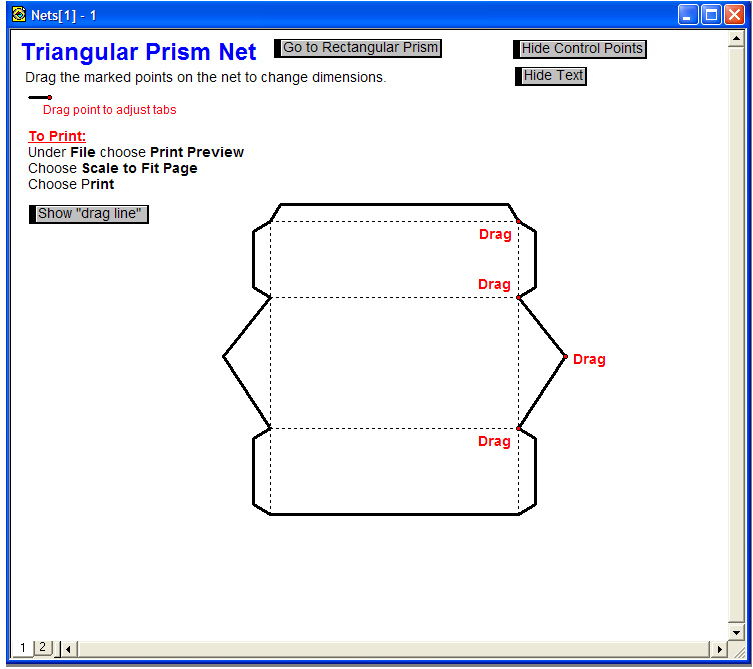 Nets[1] - 1
Triangular Prism Net
Go to Rectangular Prism
Hide Control Points
Drag the marked points on the net to change dimensions.
Hide Text
Drag point to adjust tabs
To Print:
Under File choose Print Preview
Choose Scale to Fit Page
Choose Print
Show "drag line"
Drag
Drag
Drag
Drag
1 2